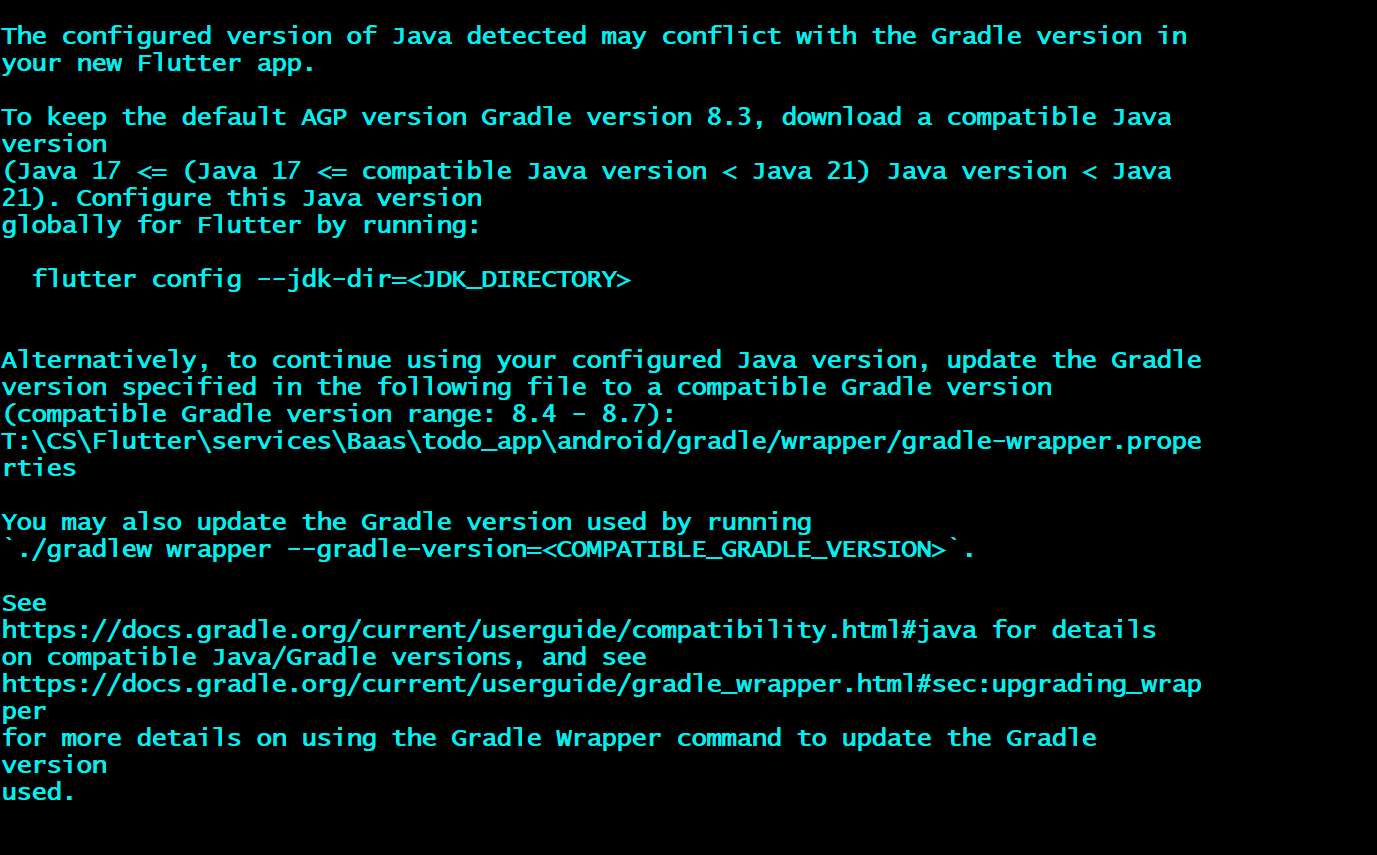 The configured version of Java detected may conflict with the Gradle version in
your new Flutter app.
To keep the default AGP version Gradle version 8.3, download a compatible Java
version
(Java 17 <= (Java 17 <= compatible Java version < Java 21) Java version < Java
21). Configure this Java version
globally for Flutter by running:
flutter config --jdk-dir=<JDK_DIRECTORY>
Alternatively, to continue using your configured Java version, update the Gradle
version specified in the following file to a compatible Gradle version
(compatible Gradle version range: 8.4 - 8.7):
T:\CS\Flutter\services\Baas\todo_app\android/gradle/wrapper/gradle-wrapper.prope
rties
You may also update the Gradle version used by running
`./gradlew wrapper --gradle-version=<COMPATIBLE_GRADLE_VERSION>`.
See
https://docs.gradle.org/current/userguide/compatibility.html#java for details
on compatible Java/Gradle versions, and see
https://docs.gradle.org/current/userguide/gradle_wrapper.html#sec:upgrading_wrap
per
for more details on using the Gradle Wrapper command to update the Gradle
version
used.